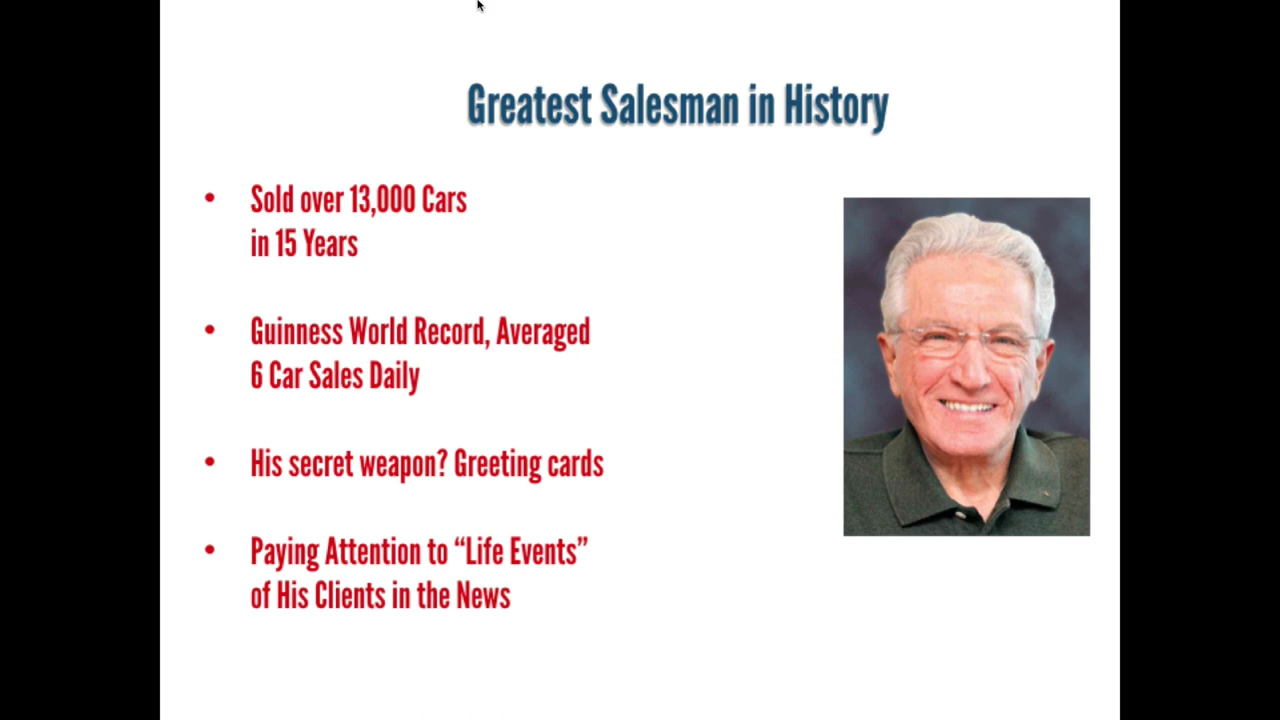 Greatest Salesman in History
• Sold over 13,000 Cars
in 15 Years
• Guinness World Record, Averaged
6 Car Sales Daily
• His secret weapon? Greeting cards
• Paying Attention to “Life Events”
of His Clients in the News